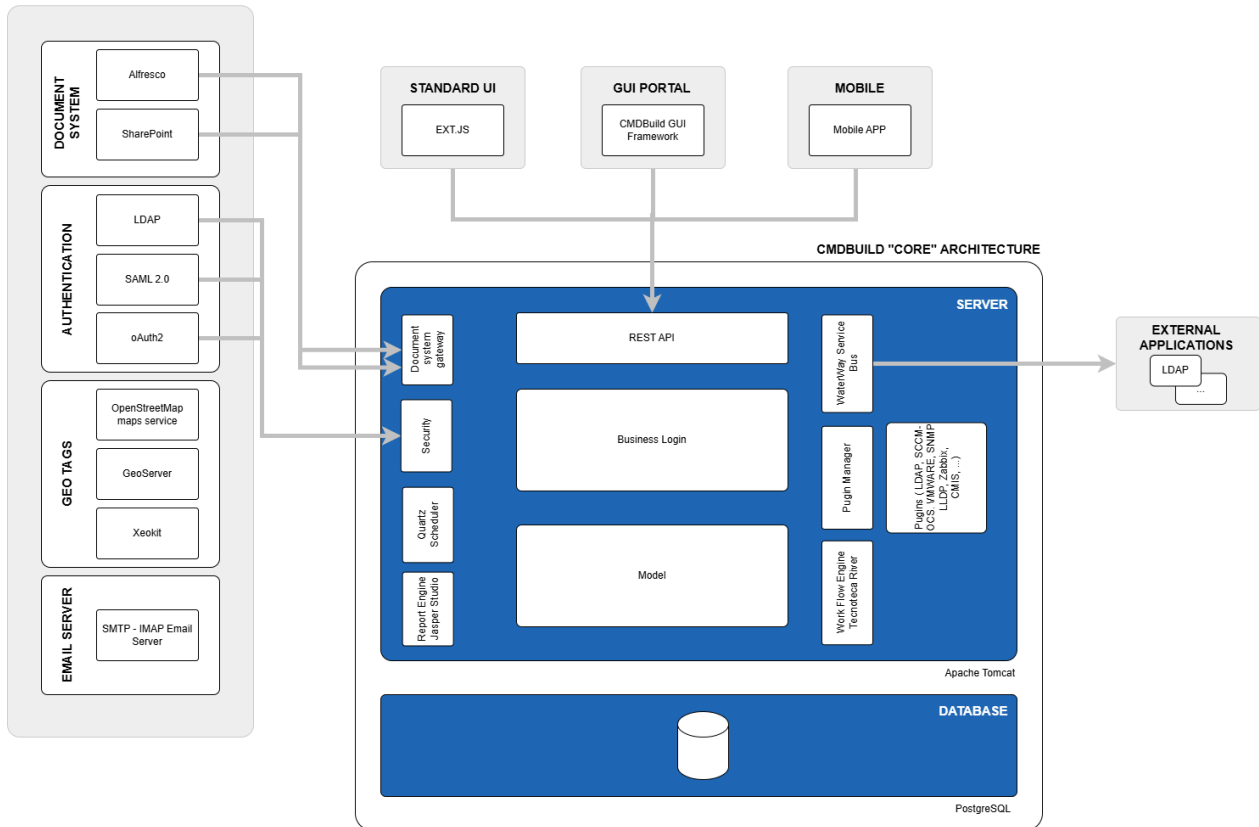 DOCUMENT
SYSTEM
Alfresco
SharePoint
AUTHENTICATION
LDAP
SAML 2.0
oAuth2
GEO TAGS
OpenStreetMap
maps service
GeoServer
Xeokit
EMAIL SERVER
SMTP - IMAP Email
Server
STANDARD UI
EXT.JS
GUI PORTAL
CMDBuild GUI
Framework
MOBILE
Mobile APP
CMDBUILD "CORE" ARCHITECTURE
SERVER
Document
system
gateway
Security
Quartz
Scheduler
Report Engine
Jasper Studio
REST API
Business Login
Model
WaterWay Service
Bus
Pugin Manager
Plugins ( LDAP, SCCM-
OCS. VMWARE, SNMP
LLDP, Zabbix,
CMIS, ...)
Work Flow Engine
Tecnoteca River
Apache Tomcat
DATABASE
PostgreSQL
EXTERNAL
APPLICATIONS
LDAP
...